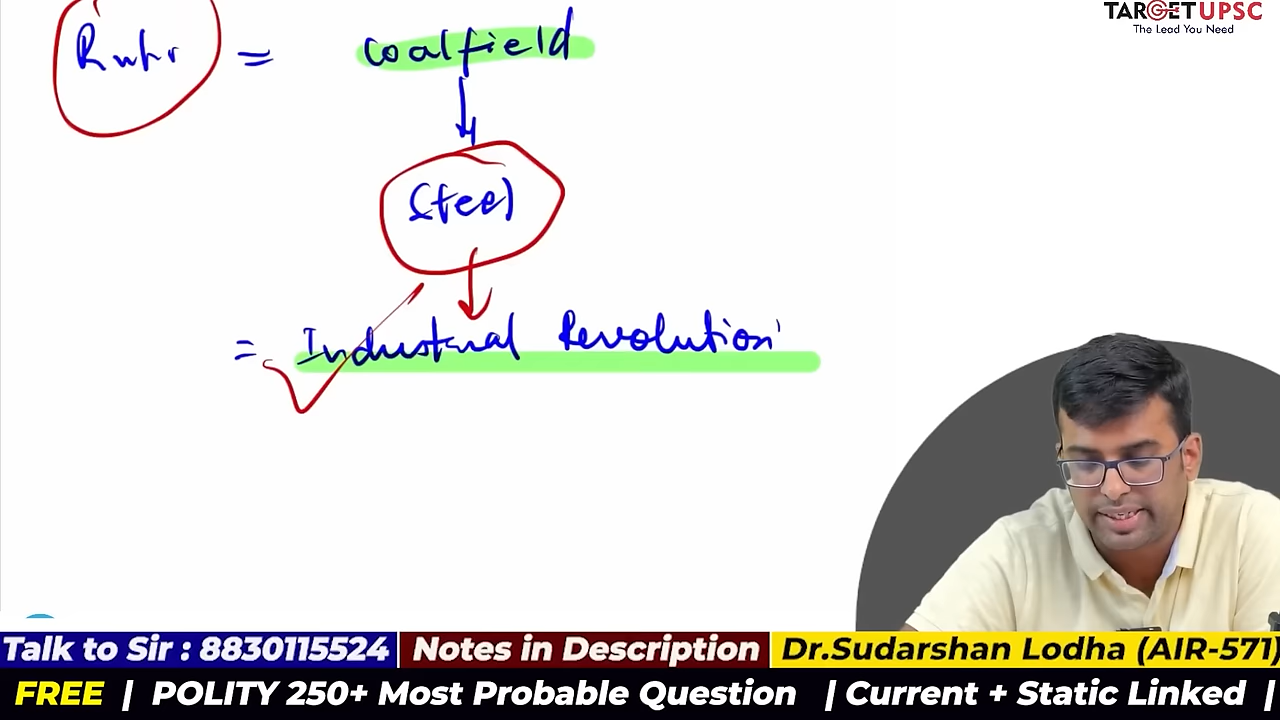 TARGETUPSC
The Lead You Need
Ruhr = Coalfield
Steel
= Industrial Revolution
Talk to Sir : 8830115524 Notes in Description Dr.Sudarshan Lodha (AIR-571)
FREE | POLITY 250+ Most Probable Question | Current + Static Linked |